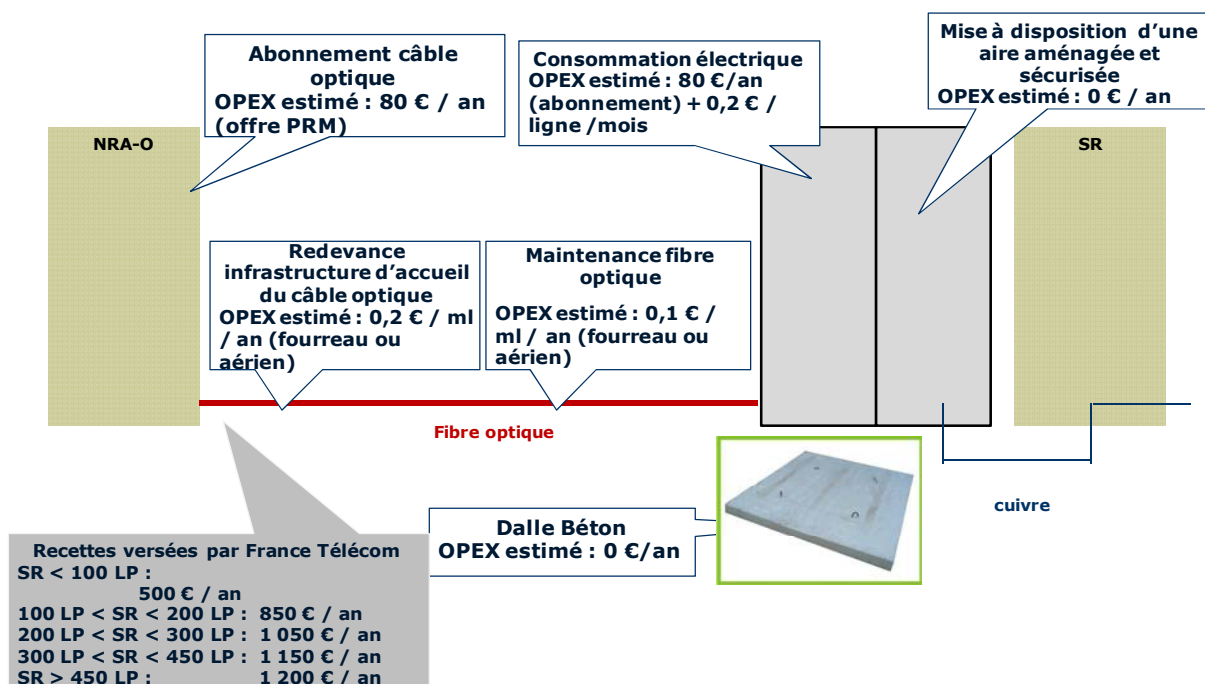 Abonnement câble
optique
OPEX estimé : 80 € / an
(offre PRM)
Consommation électrique
OPEX estimé : 80 €/an
(abonnement) + 0,2 € /
ligne /mois
Mise à disposition d’une
aire aménagée et
sécurisée
OPEX estimé : 0 € / an
NRA-O
SR
Redevance
infrastructure d’accueil
du câble optique
OPEX estimé : 0,2 € / ml
/ an (fourreau ou
aérien)
Maintenance fibre
optique
OPEX estimé : 0,1 € /
ml / an (fourreau ou
aérien)
Fibre optique
cuivre
Dalle Béton
OPEX estimé : 0 €/an
Recettes versées par France Télécom
SR < 100 LP :
500 € / an
100 LP < SR < 200 LP : 850 € / an
200 LP < SR < 300 LP : 1 050 € / an
300 LP < SR < 450 LP : 1 150 € / an
SR > 450 LP : 1 200 € / an